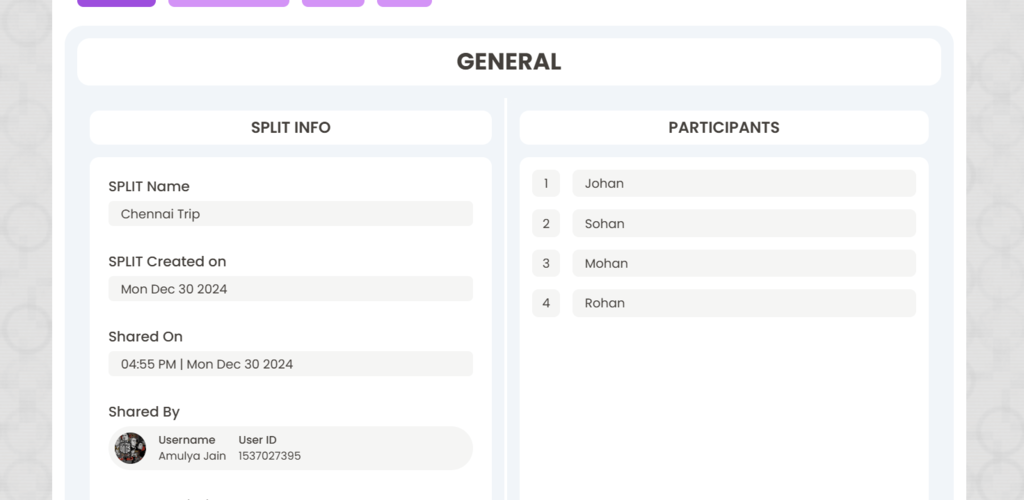 GENERAL
SPLIT INFO
SPLIT Name
Chennai Trip
SPLIT Created on
Mon Dec 30 2024
Shared On
04:55 PM | Mon Dec 30 2024
Shared By
Username User ID
Amulya Jain 1537027395
PARTICIPANTS
1 Johan
2 Sohan
3 Mohan
4 Rohan